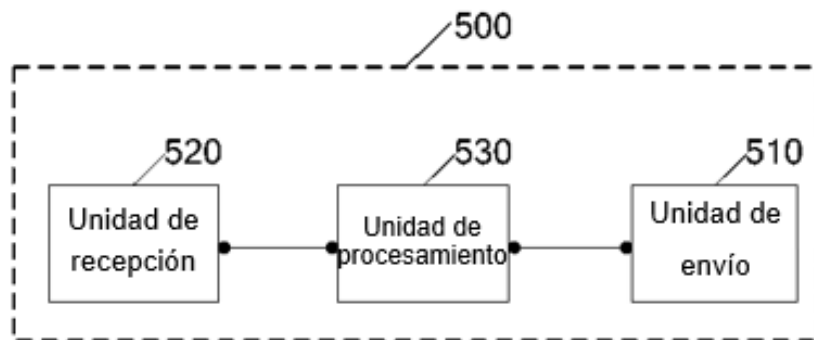 500
520
530
510
Unidad de
recepción
Unidad de
procesamiento
Unidad de
envío